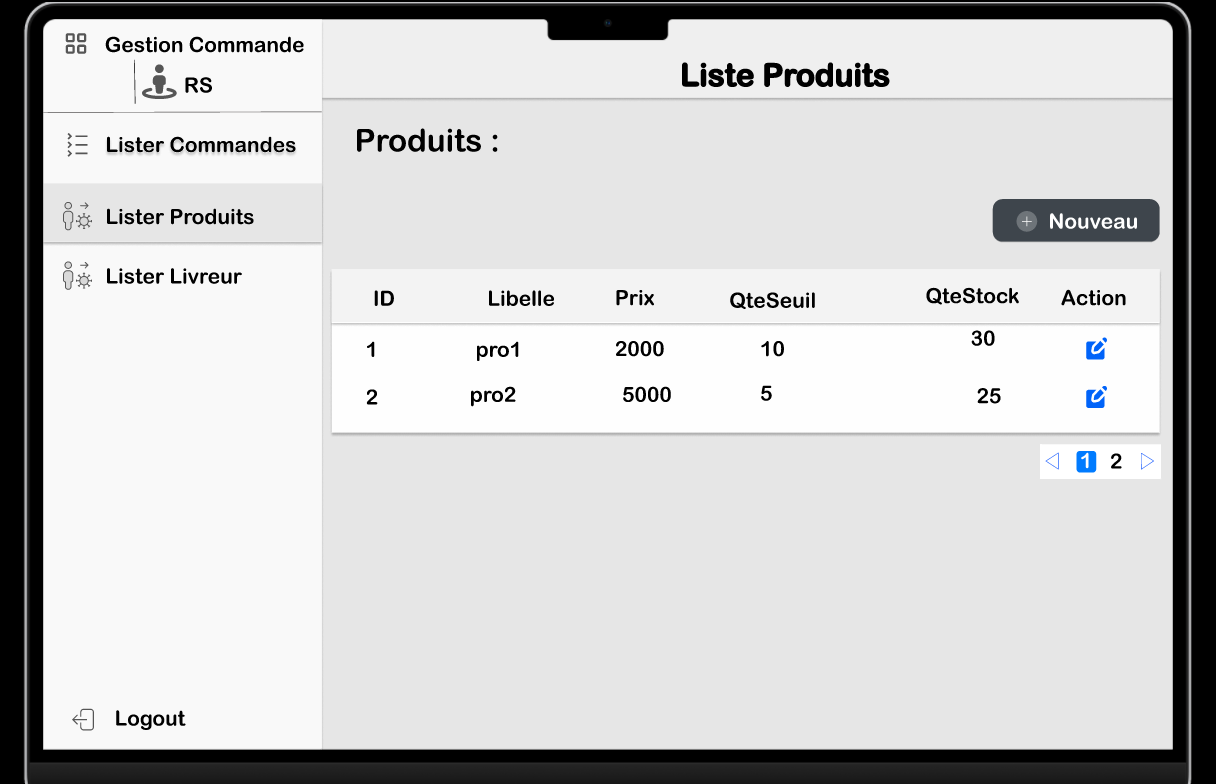 Gestion Commande
RS
Lister Commandes
Lister Produits
Lister Livreur
Logout
Liste Produits
Produits :
Nouveau
ID Libelle Prix QteSeuil QteStock Action
1 pro1 2000 10 30
2 pro2 5000 5 25
1 2